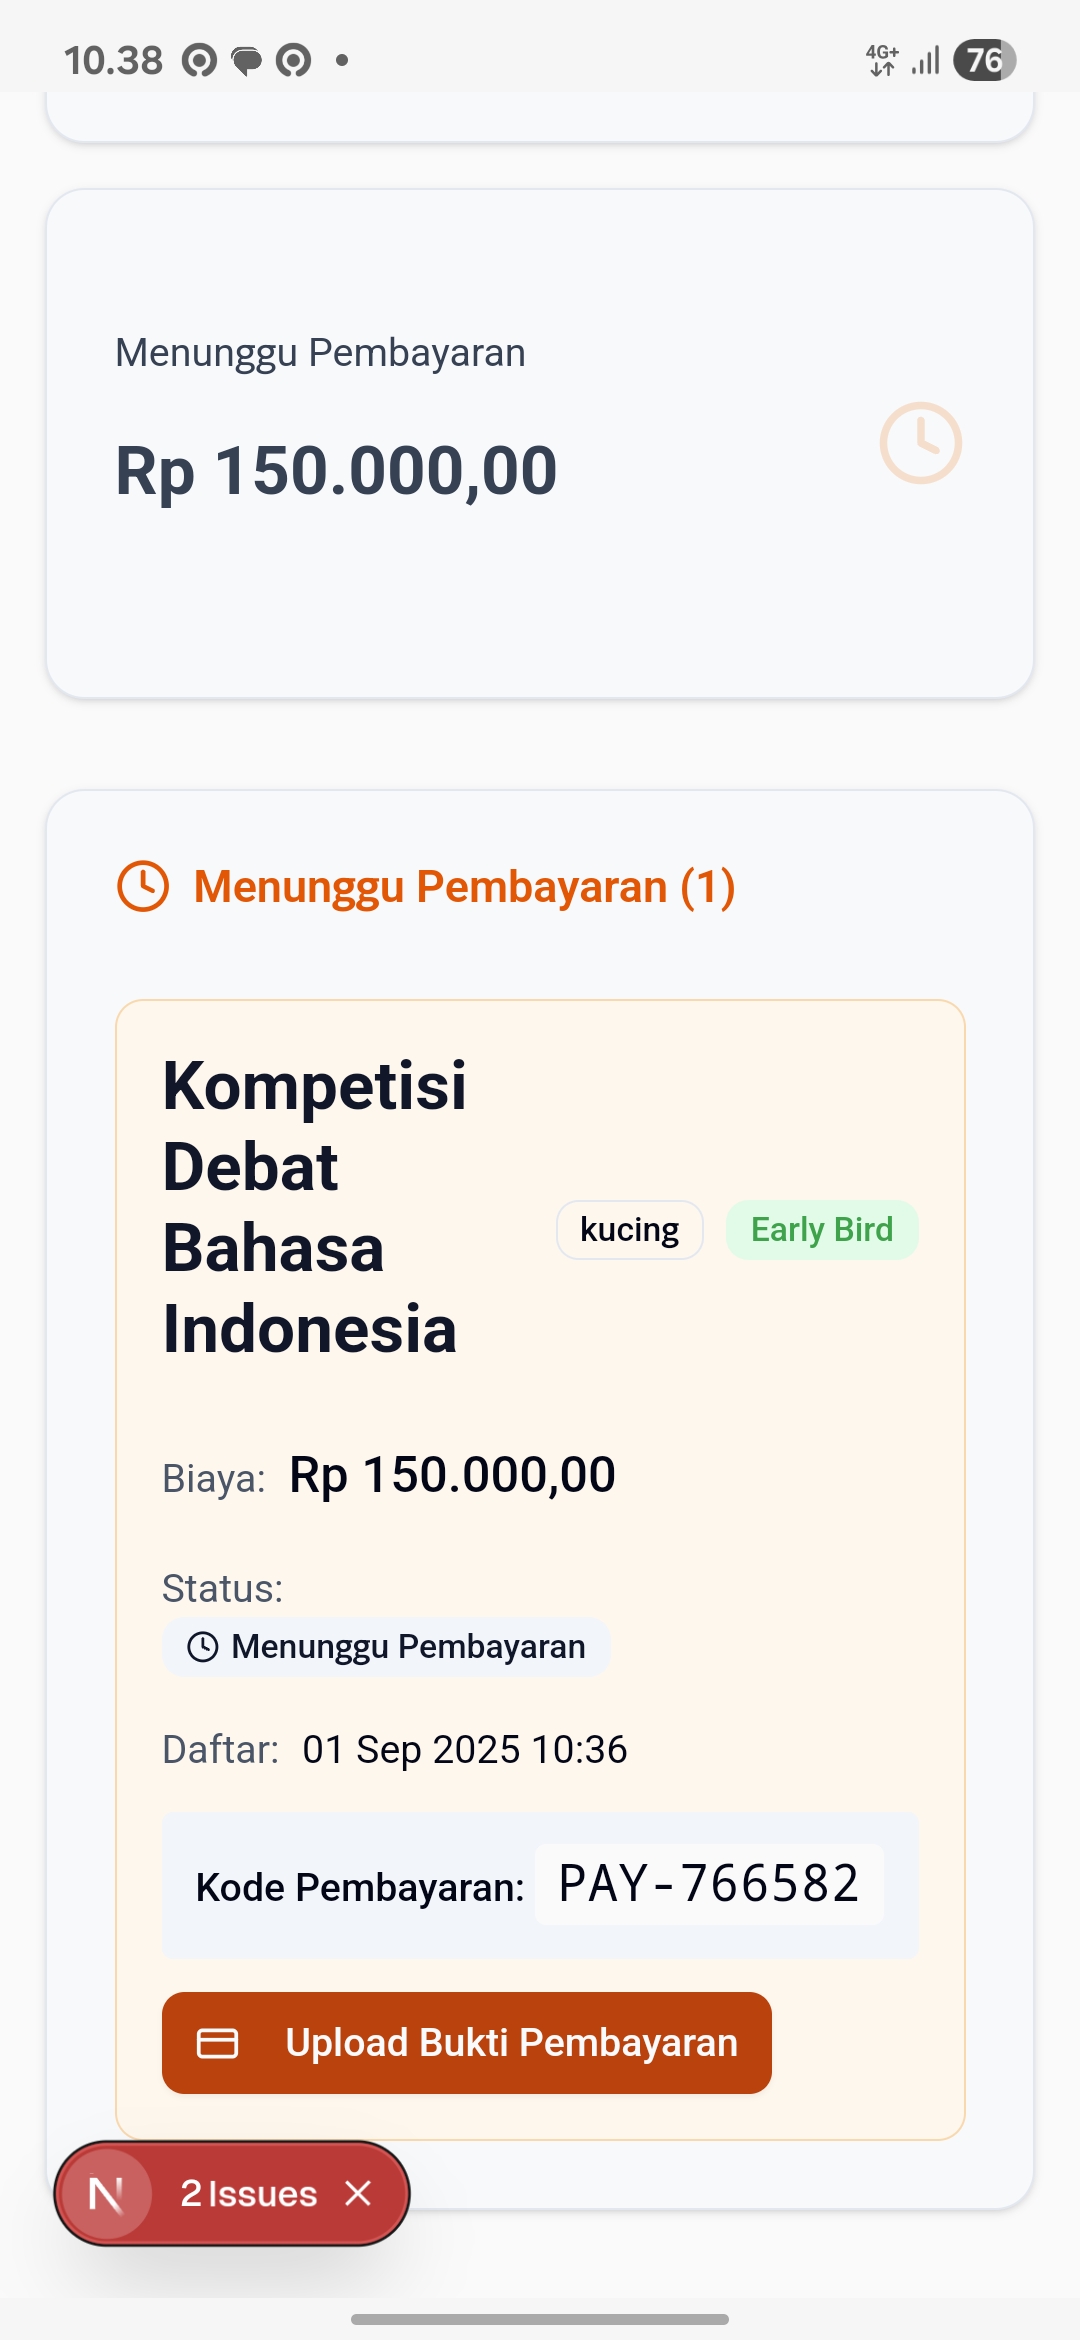 10.38
4G+
76
Menunggu Pembayaran
Rp 150.000,00
Menunggu Pembayaran (1)
Kompetisi
Debat
Bahasa
Indonesia
kucing
Early Bird
Biaya: Rp 150.000,00
Status:
Menunggu Pembayaran
Daftar: 01 Sep 2025 10:36
Kode Pembayaran: PAY-766582
Upload Bukti Pembayaran
N 2 Issues